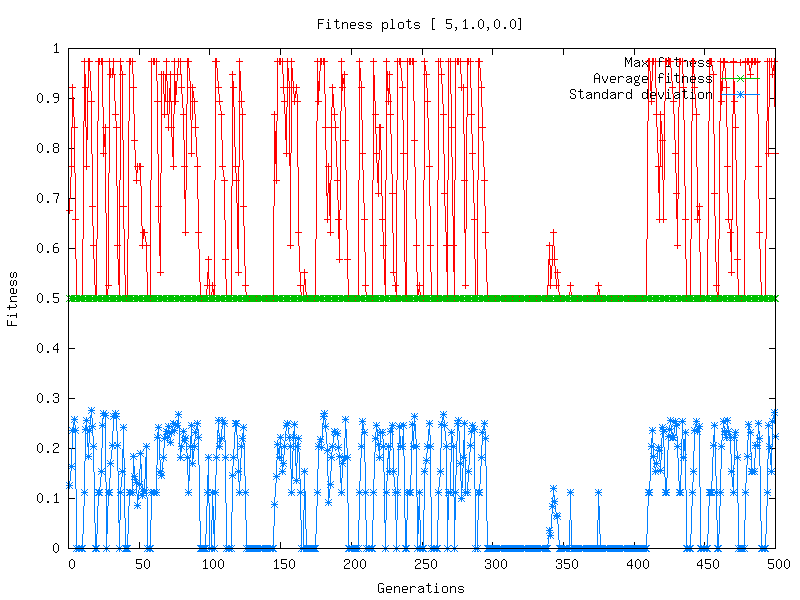 Fitness plots [ 5,1.0,0.0]
Max fitness
Average fitness
Standard deviation
1
0.9
0.8
0.7
0.6
0.5
0.4
0.3
0.2
0.1
0
Fitness
0 50 100 150 200 250 300 350 400 450 500
Generations